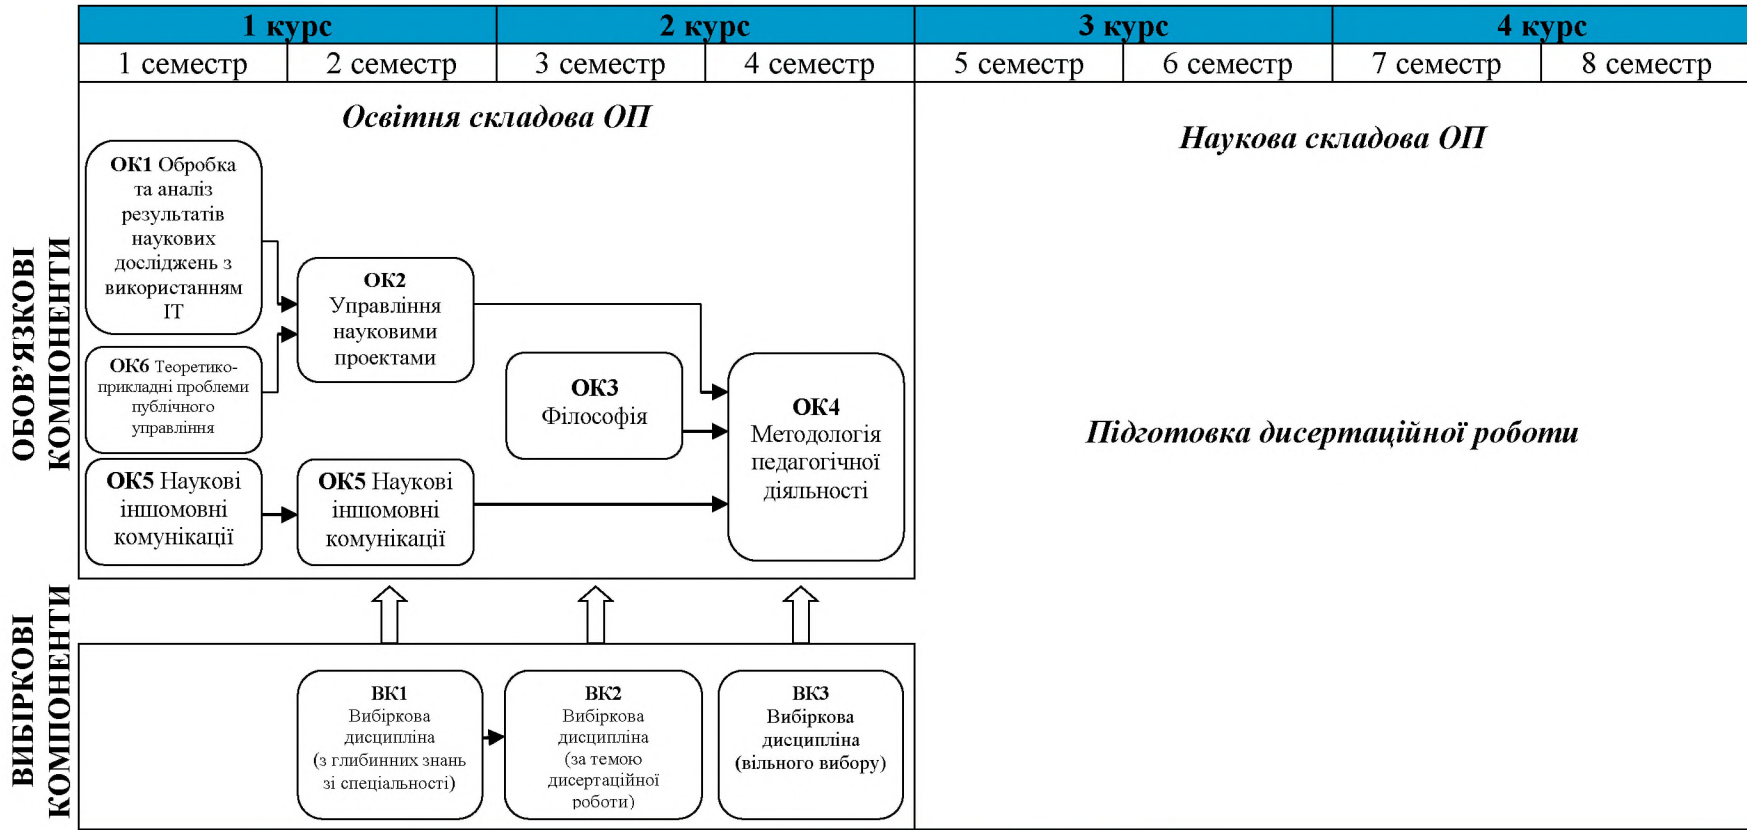 1 курс
2 курс
3 курс
4 курс
1 семестр
2 семестр
3 семестр
4 семестр
5 семестр
6 семестр
7 семестр
8 семестр
ОБОВ’ЯЗКОВІ
КОМПОНЕНТИ
Освітня складова ОП
Наукова складова ОП
ОК1 Обробка
та аналіз
результатів
наукових
досліджень з
використанням
ІТ
ОК2
Управління
науковими
проектами
ОК6 Теоретико-
прикладні проблеми
публічного
управління
ОК3
Філософія
ОК4
Методологія
педагогічної
діяльності
Підготовка дисертаційної роботи
ОК5 Наукові
іншомовні
комунікації
ОК5 Наукові
іншомовні
комунікації
ВИБІРКОВІ
КОМПОНЕНТИ
ВК1
Вибіркова
дисципліна
(з глибинних знань
зі спеціальності)
ВК2
Вибіркова
дисципліна
(за темою
дисертаційної
роботи)
ВК3
Вибіркова
дисципліна
(вільного вибору)